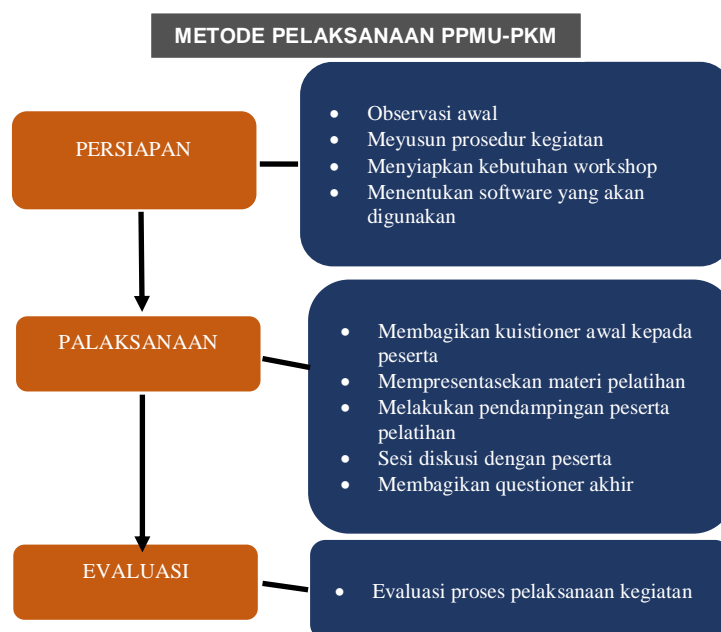 METODE PELAKSANAAN PPMU-PKM
PERSIAPAN
• Observasi awal
• Meyusun prosedur kegiatan
• Menyiapkan kebutuhan workshop
• Menentukan software yang akan
digunakan
PALAKSANAAN
• Membagikan kuistioner awal kepada
peserta
• Mempresentasekan materi pelatihan
• Melakukan pendampingan peserta
pelatihan
• Sesi diskusi dengan peserta
• Membagikan questioner akhir
EVALUASI
• Evaluasi proses pelaksanaan kegiatan